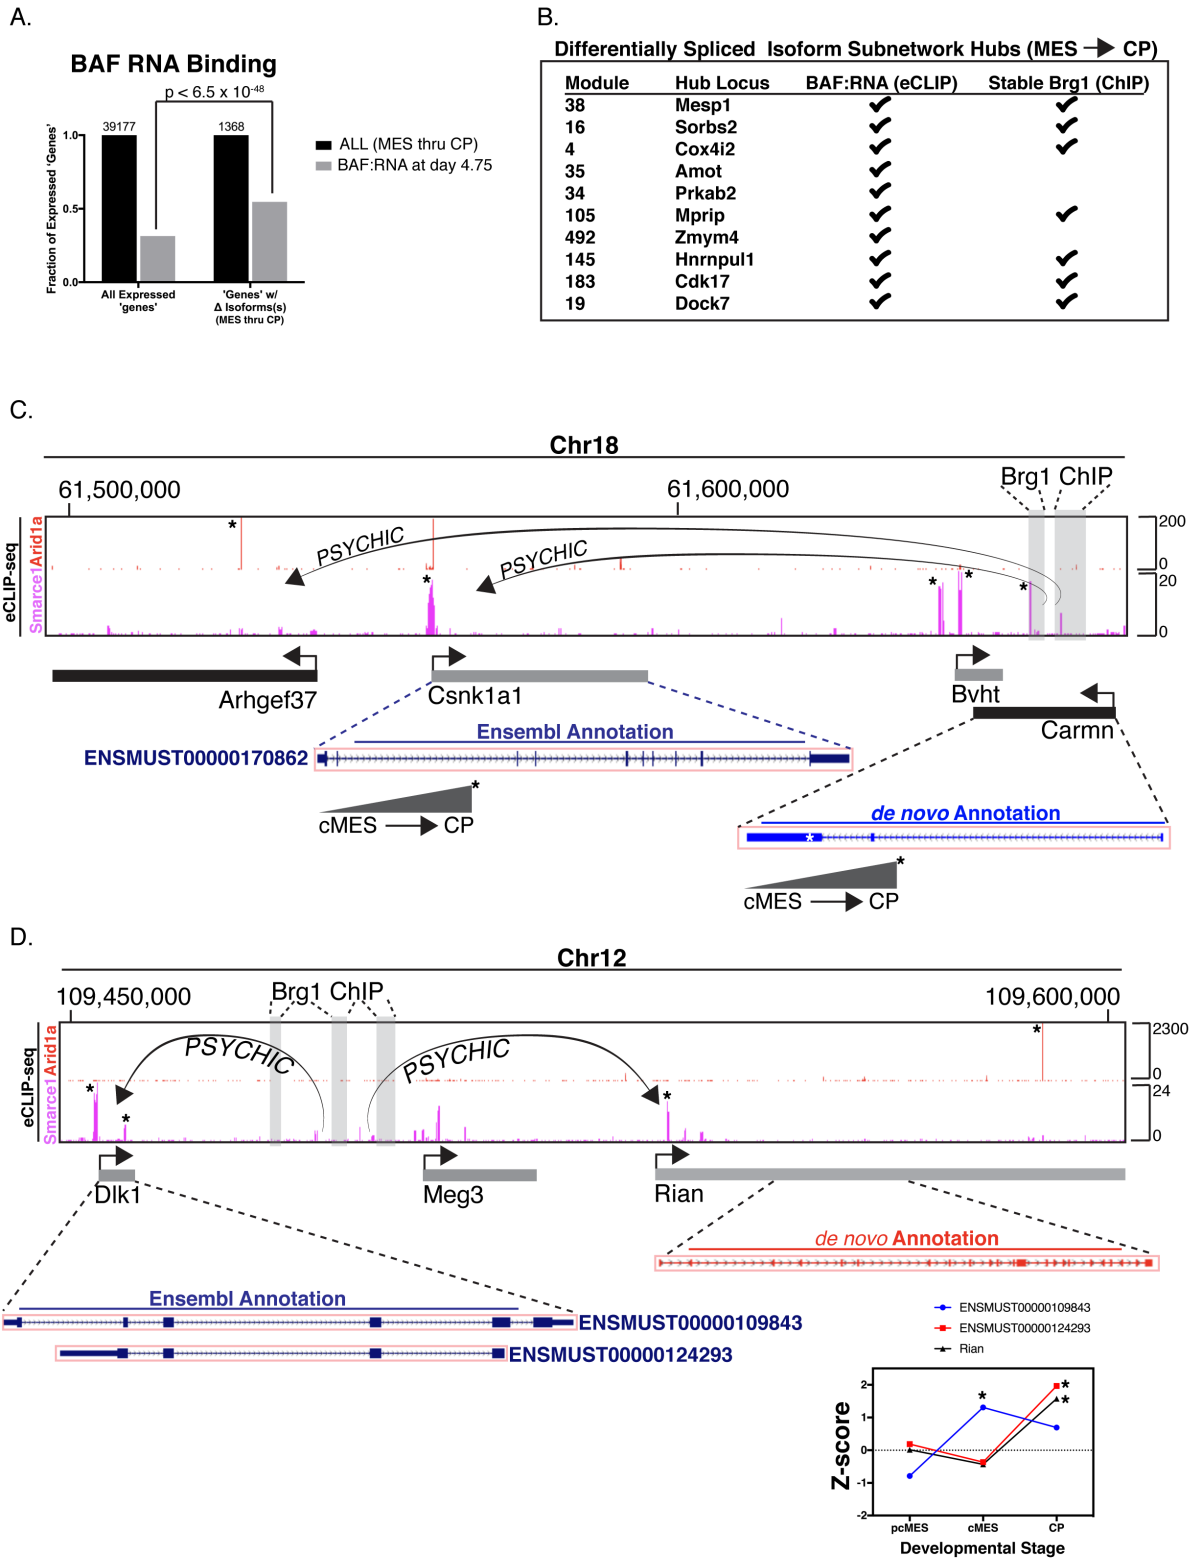 A.
BAF RNA Binding
p < 6.5 x 10-48
39177
1368
1.0
0.5
0.0
Fraction of Expressed 'Genes'
All Expressed
'genes'
'Genes' w/
Δ Isoforms(s)
(MES thru CP)
ALL (MES thru CP)
BAF:RNA at day 4.75
B.
Differentially Spliced Isoform Subnetwork Hubs (MES → CP)
Module Hub Locus BAF:RNA (eCLIP) Stable Brg1 (ChIP)
38 Mesp1 ✓ ✓
16 Sorbs2 ✓ ✓
4 Cox4i2 ✓ ✓
35 Amot ✓
34 Prkab2 ✓
105 Mprip ✓ ✓
492 Zmym4 ✓
145 Hnrnpul1 ✓ ✓
183 Cdk17 ✓ ✓
19 Dock7 ✓ ✓
C.
Chr18
61,500,000
61,600,000
Brg1 ChIP
eCLIP-seq
Smarce1 Arid1a
PSYCHIC
PSYCHIC
*
*
*
*
*
200
0
20
0
Arhgef37
Csnk1a1
Bvht
Carmn
Ensembl Annotation
ENSMUST00000170862
*
cMES → CP
de novo Annotation
*
*
cMES → CP
D.
Chr12
109,450,000
Brg1 ChIP
109,600,000
eCLIP-seq
Smarce1 Arid1a
PSYCHIC
PSYCHIC
*
*
*
*
2300
0
24
0
Dlk1
Meg3
Rian
de novo Annotation
Ensembl Annotation
ENSMUST00000109843
ENSMUST00000124293
ENSMUST00000109843
ENSMUST00000124293
Rian
Z-score
2
1
0
-1
-2
*
*
*
pcMES
cMES
CP
Developmental Stage